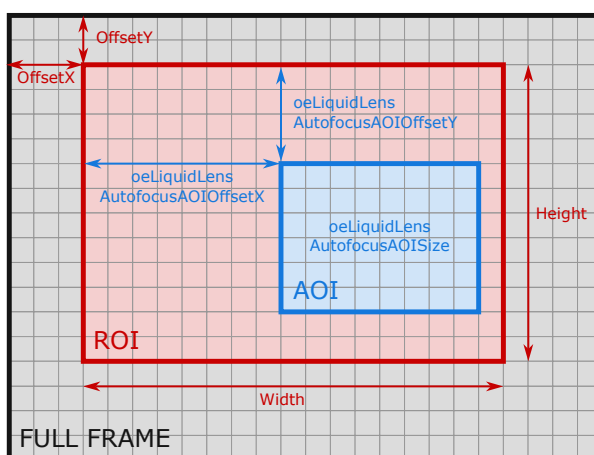 OffsetY
OffsetX
oeLiquidLens
AutofocusAOIOffsetY
oeLiquidLens
AutofocusAOIOffsetX
oeLiquidLens
AutofocusAOISize
Height
AOI
ROI
Width
FULL FRAME